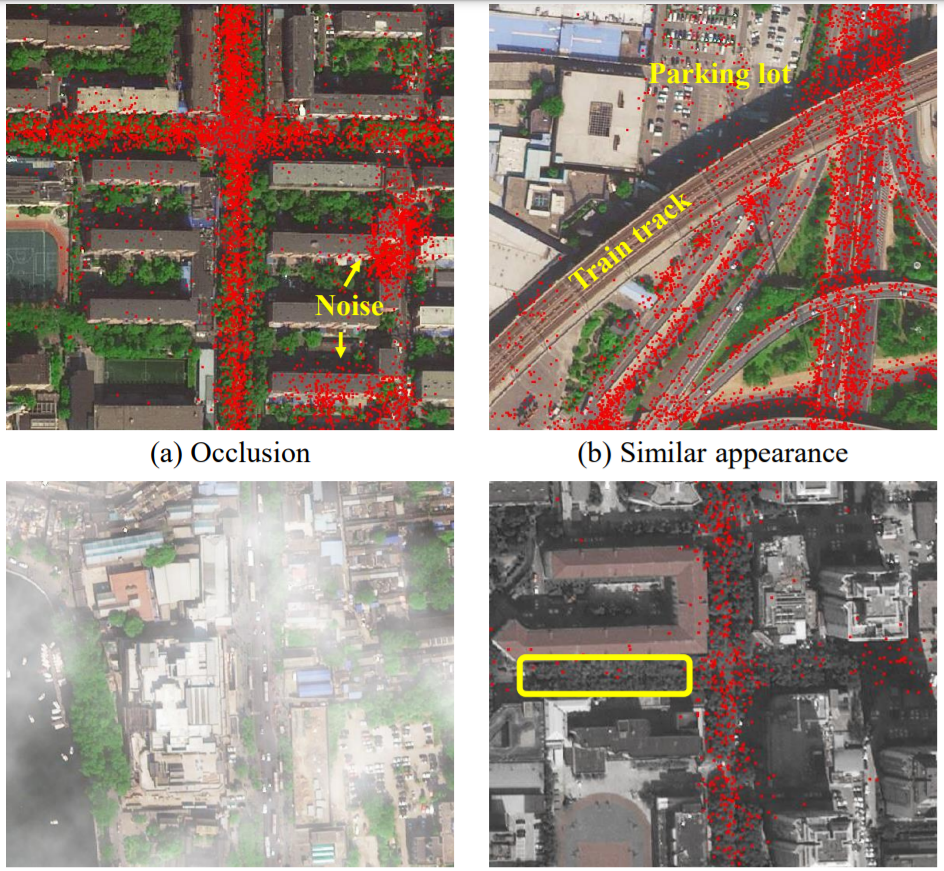 Parking lot
Train track
Noise
(a) Occlusion
(b) Similar appearance